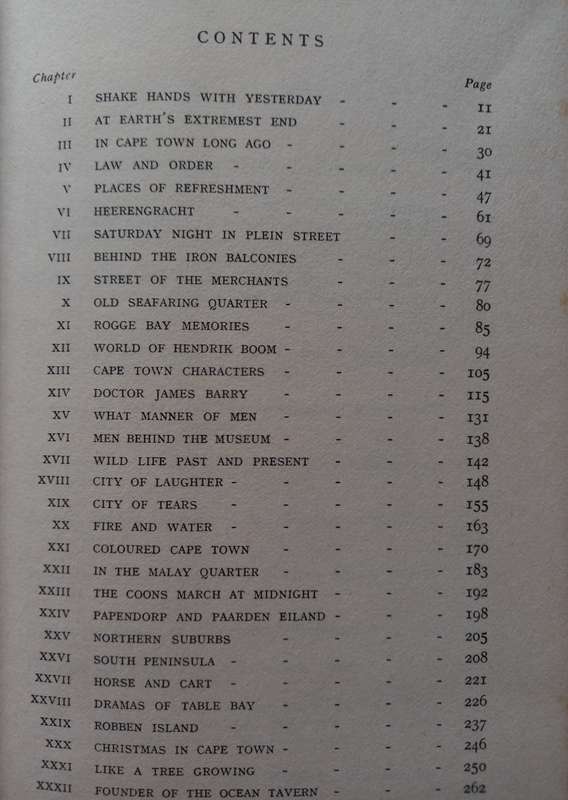 CONTENTS
Chapter Page
I SHAKE HANDS WITH YESTERDAY - - - 11
II AT EARTH'S EXTREMEST END - - - 21
III IN CAPE TOWN LONG AGO - - - - 30
IV LAW AND ORDER - - - - - 41
V PLACES OF REFRESHMENT - - - - 47
VI HEERENGRACHT - - - - - 61
VII SATURDAY NIGHT IN PLEIN STREET - - 69
VIII BEHIND THE IRON BALCONIES - - - 72
IX STREET OF THE MERCHANTS - - - 77
X OLD SEAFARING QUARTER - - - - 80
XI ROGGE BAY MEMORIES - - - - 85
XII WORLD OF HENDRIK BOOM - - - - 94
XIII CAPE TOWN CHARACTERS - - - - 105
XIV DOCTOR JAMES BARRY - - - - 115
XV WHAT MANNER OF MEN - - - - 131
XVI MEN BEHIND THE MUSEUM - - - - 138
XVII WILD LIFE PAST AND PRESENT - - - 142
XVIII CITY OF LAUGHTER - - - - - 148
XIX CITY OF TEARS - - - - - 155
XX FIRE AND WATER - - - - - 163
XXI COLOURED CAPE TOWN - - - - 170
XXII IN THE MALAY QUARTER - - - - 183
XXIII THE COONS MARCH AT MIDNIGHT - - - 192
XXIV PAPENDORP AND PAARDEN EILAND - - - 198
XXV NORTHERN SUBURBS - - - - 205
XXVI SOUTH PENINSULA - - - - - 208
XXVII HORSE AND CART - - - - - 221
XXVIII DRAMAS OF TABLE BAY - - - - 226
XXIX ROBBEN ISLAND - - - - - 237
XXX CHRISTMAS IN CAPE TOWN - - - - 246
XXXI LIKE A TREE GROWING - - - - 250
XXXII FOUNDER OF THE OCEAN TAVERN - - - 262